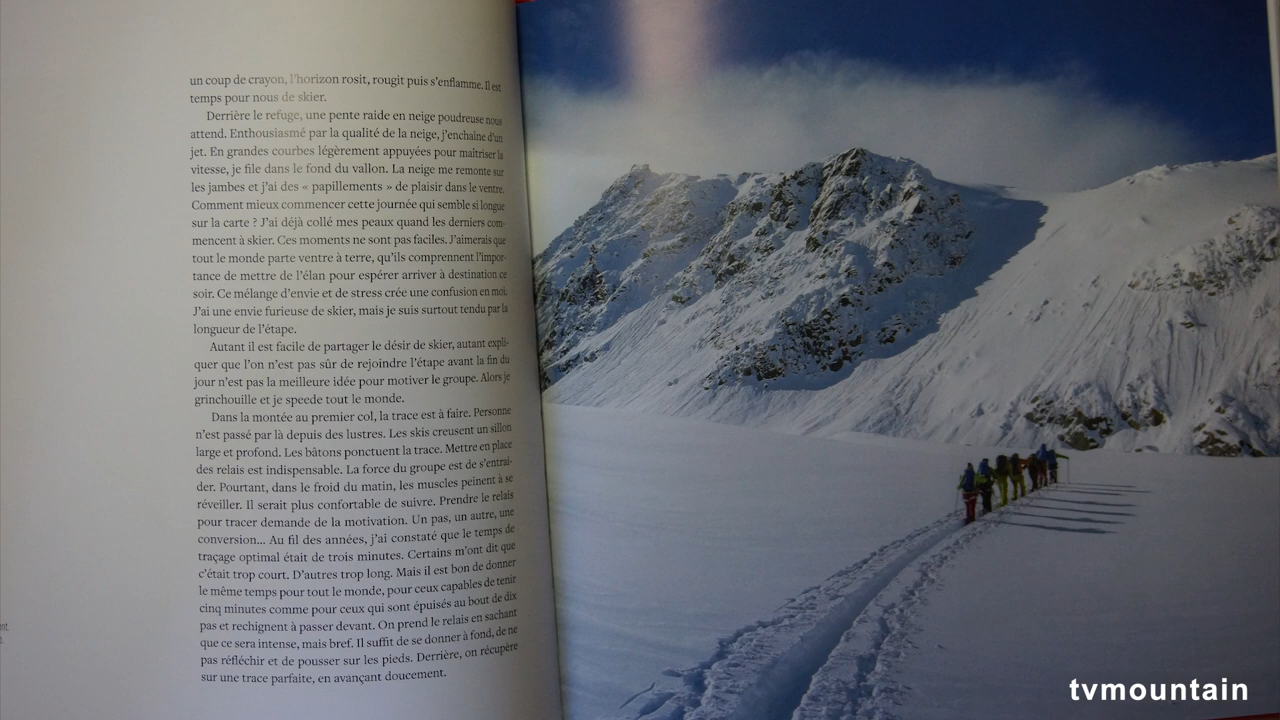 un coup de crayon, l'horizon rosit, rougit puis s'enflamme. Il est
temps pour nous de skier.
Derrière le refuge, une pente raide en neige poudreuse nous
attend. Enthousiasmé par la qualité de la neige, j'enchaîne d'un
jet. En grandes courbes légèrement appuyées pour maîtriser la
vitesse, je file dans le fond du vallon. La neige me remonte sur
les jambes et j'ai des « papillements » de plaisir dans le ventre.
Comment mieux commencer cette journée qui semble si longue
sur la carte ? J'ai déjà collé mes peaux quand les derniers com-
mencent à skier. Ces moments ne sont pas faciles. J'aimerais que
tout le monde parte ventre à terre, qu'ils comprennent l'impor-
tance de mettre de l'élan pour espérer arriver à destination ce
soir. Ce mélange d'envie et de stress crée une confusion en moi.
J'ai une envie furieuse de skier, mais je suis surtout tendu par la
longueur de l'étape.
Autant il est facile de partager le désir de skier, autant expli-
quer que l'on n'est pas sûr de rejoindre l'étape avant la fin du
jour n'est pas la meilleure idée pour motiver le groupe. Alors je
grinchouille et je speede tout le monde.
Dans la montée au premier col, la trace est à faire. Personne
n'est passé par là depuis des lustres. Les skis creusent un sillon
large et profond. Les bâtons ponctuent la trace. Mettre en place
des relais est indispensable. La force du groupe est de s'entrai-
der. Pourtant, dans le froid du matin, les muscles peinent à se
réveiller. Il serait plus confortable de suivre. Prendre le relais
pour tracer demande de la motivation. Un pas, un autre, une
conversion... Au fil des années, j'ai constaté que le temps de
traçage optimal était de trois minutes. Certains m'ont dit que
c'était trop court. D'autres trop long. Mais il est bon de donner
le même temps pour tout le monde, pour ceux capables de tenir
cinq minutes comme pour ceux qui sont épuisés au bout de dix
pas et rechignent à passer devant. On prend le relais en sachant
que ce sera intense, mais bref. Il suffit de se donner à fond, de ne
pas réfléchir et de pousser sur les pieds. Derrière, on récupère
sur une trace parfaite, en avançant doucement.
tvmountain